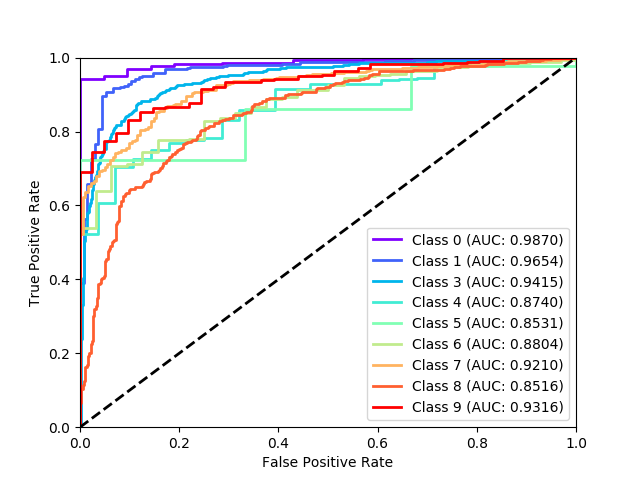 1.0
0.8
0.6
0.4
0.2
0.0
True Positive Rate
Class 0 (AUC: 0.9870)
Class 1 (AUC: 0.9654)
Class 3 (AUC: 0.9415)
Class 4 (AUC: 0.8740)
Class 5 (AUC: 0.8531)
Class 6 (AUC: 0.8804)
Class 7 (AUC: 0.9210)
Class 8 (AUC: 0.8516)
Class 9 (AUC: 0.9316)
0.0 0.2 0.4 0.6 0.8 1.0
False Positive Rate